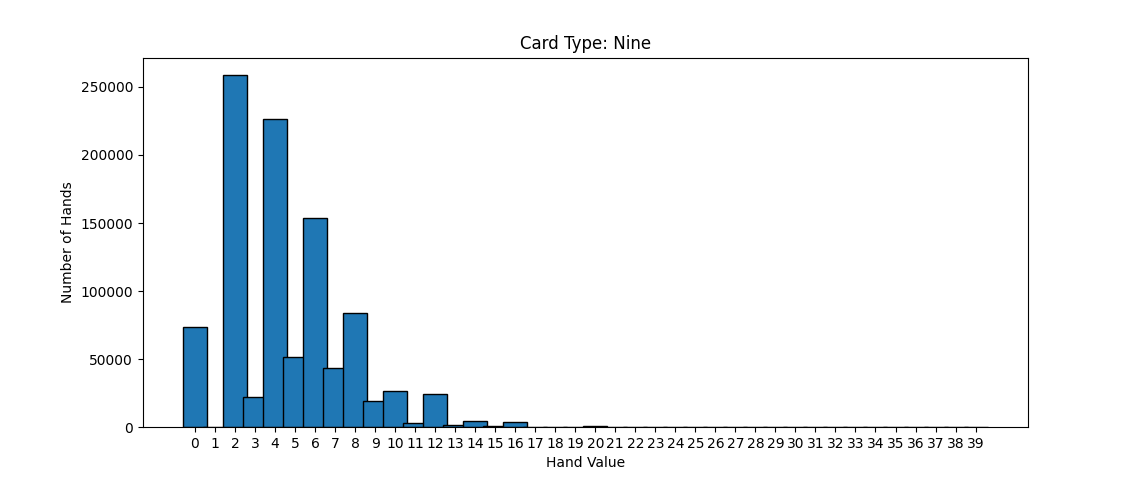 Card Type: Nine
250000
200000
150000
100000
50000
0
Number of Hands
0 1 2 3 4 5 6 7 8 9 10 11 12 13 14 15 16 17 18 19 20 21 22 23 24 25 26 27 28 29 30 31 32 33 34 35 36 37 38 39
Hand Value